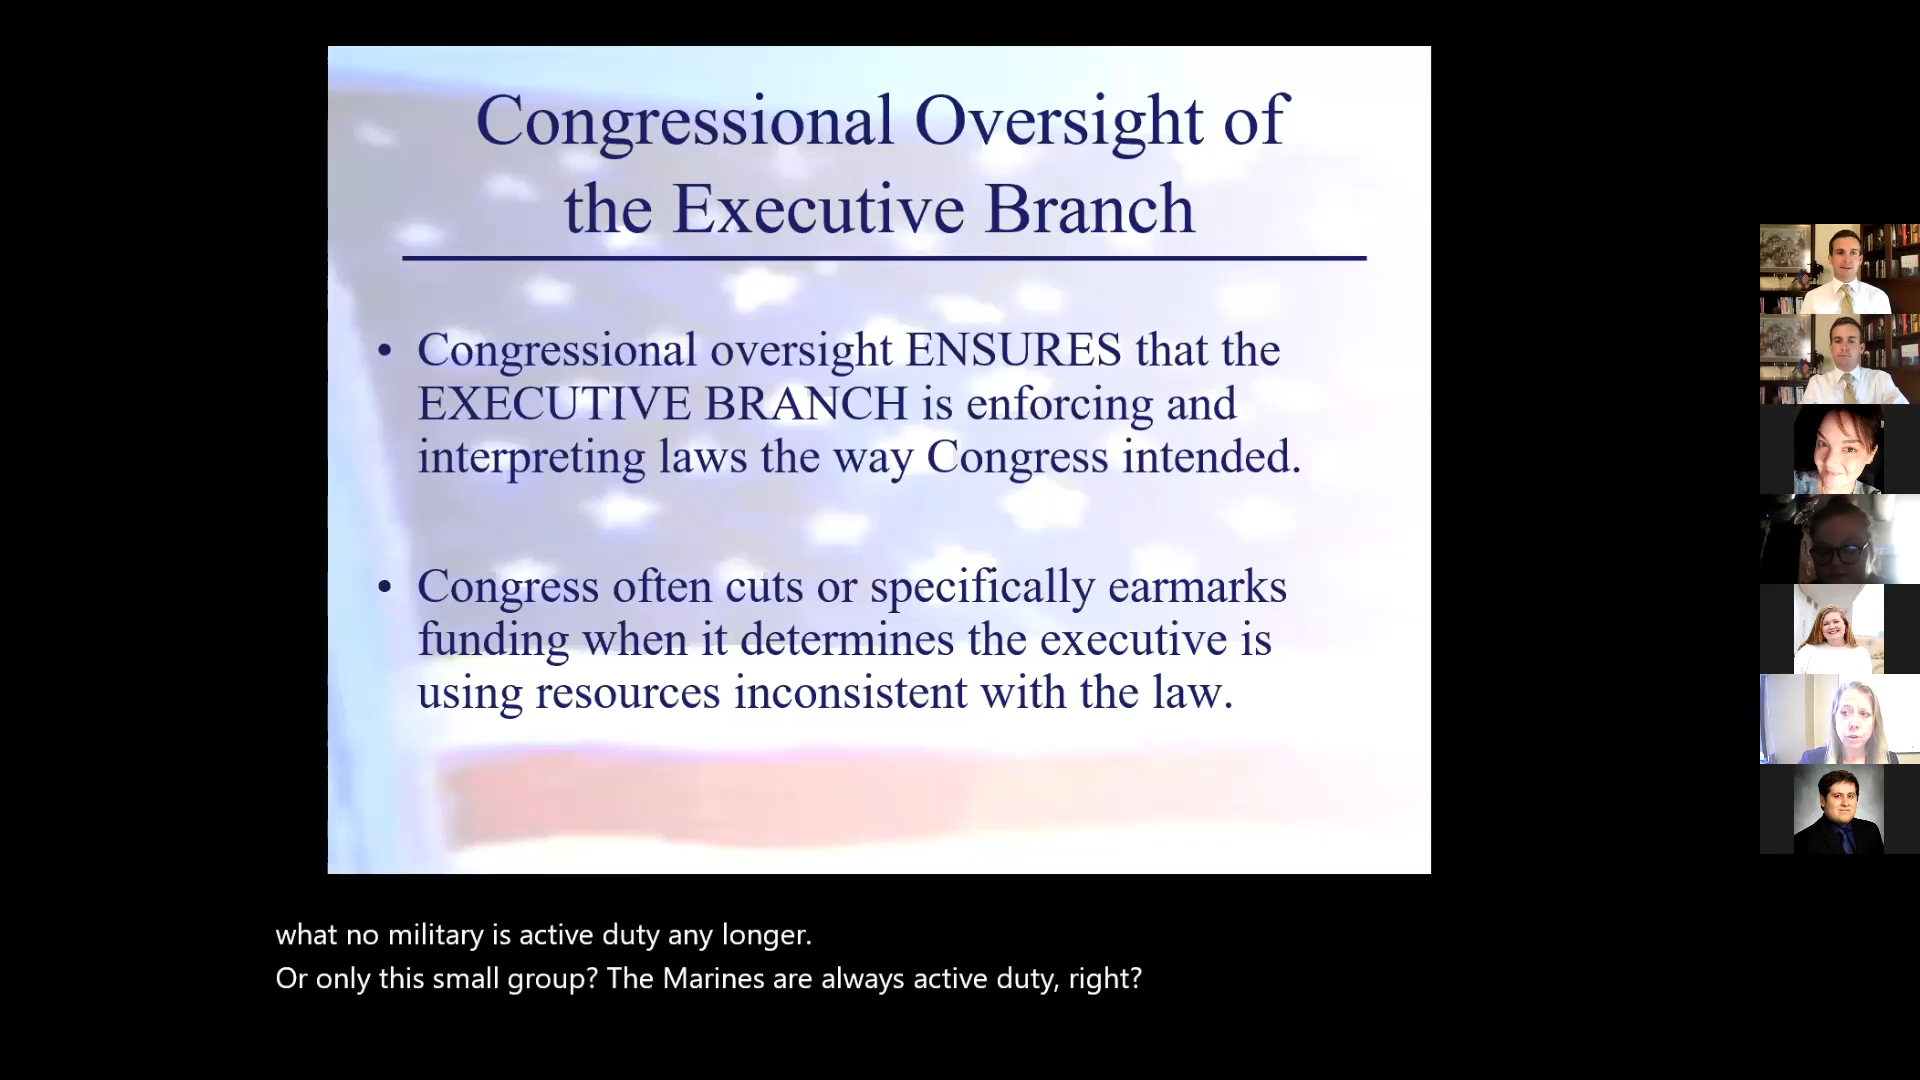 Congressional Oversight of
the Executive Branch
• Congressional oversight ENSURES that the
EXECUTIVE BRANCH is enforcing and
interpreting laws the way Congress intended.
• Congress often cuts or specifically earmarks
funding when it determines the executive is
using resources inconsistent with the law.
what no military is active duty any longer.
Or only this small group? The Marines are always active duty, right?